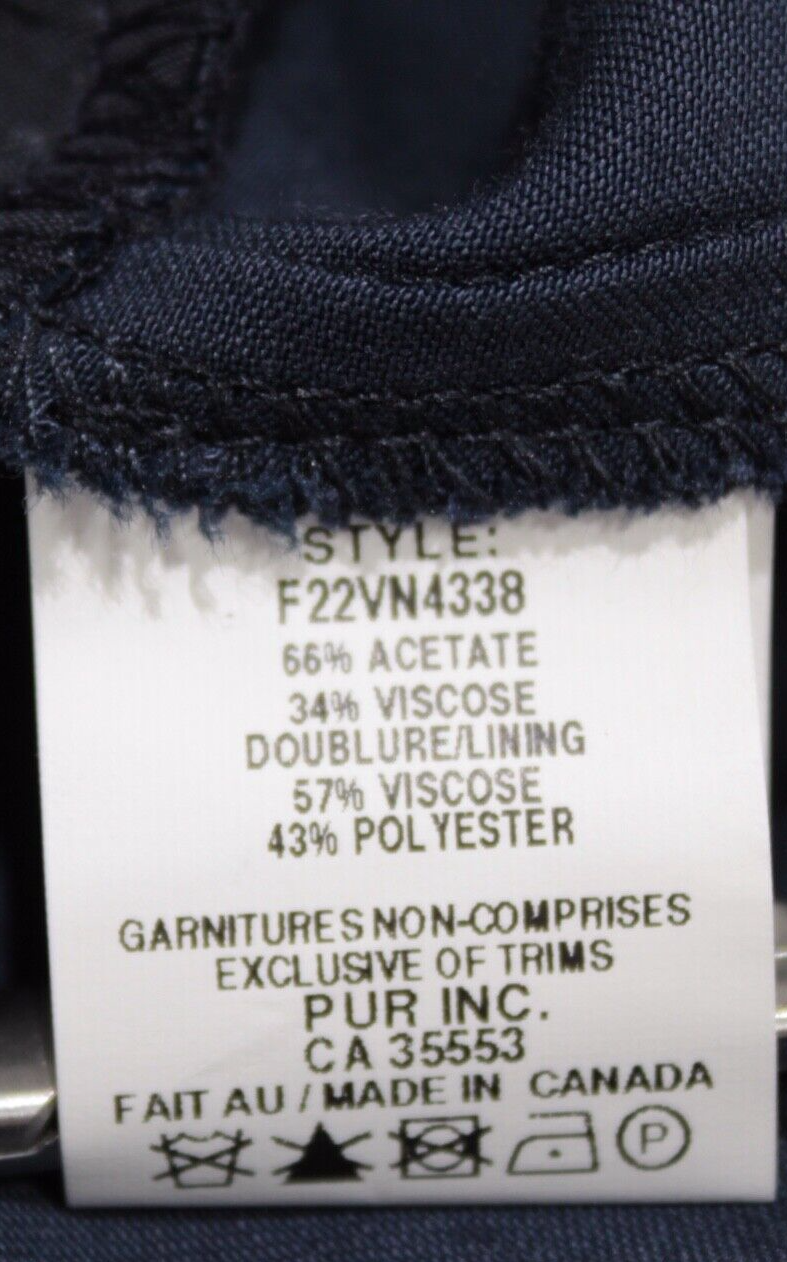 STYLE:
F22VN4338
66% ACETATE
34% VISCOSE
DOUBLURE/LINING
57% VISCOSE
43% POLYESTER
GARNITURES NON-COMPRISES
EXCLUSIVE OF TRIMS
PUR INC.
CA 35553
FAIT AU / MADE IN CANADA
P